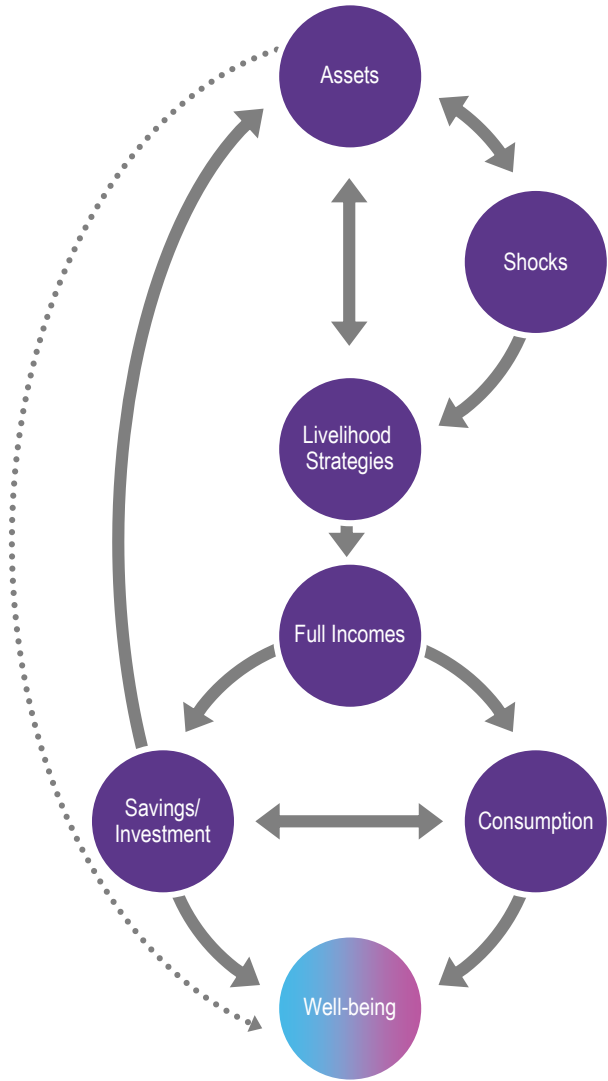 Assets
Shocks
Livelihood
Strategies
Full Incomes
Savings/
Investment
Consumption
Well-being